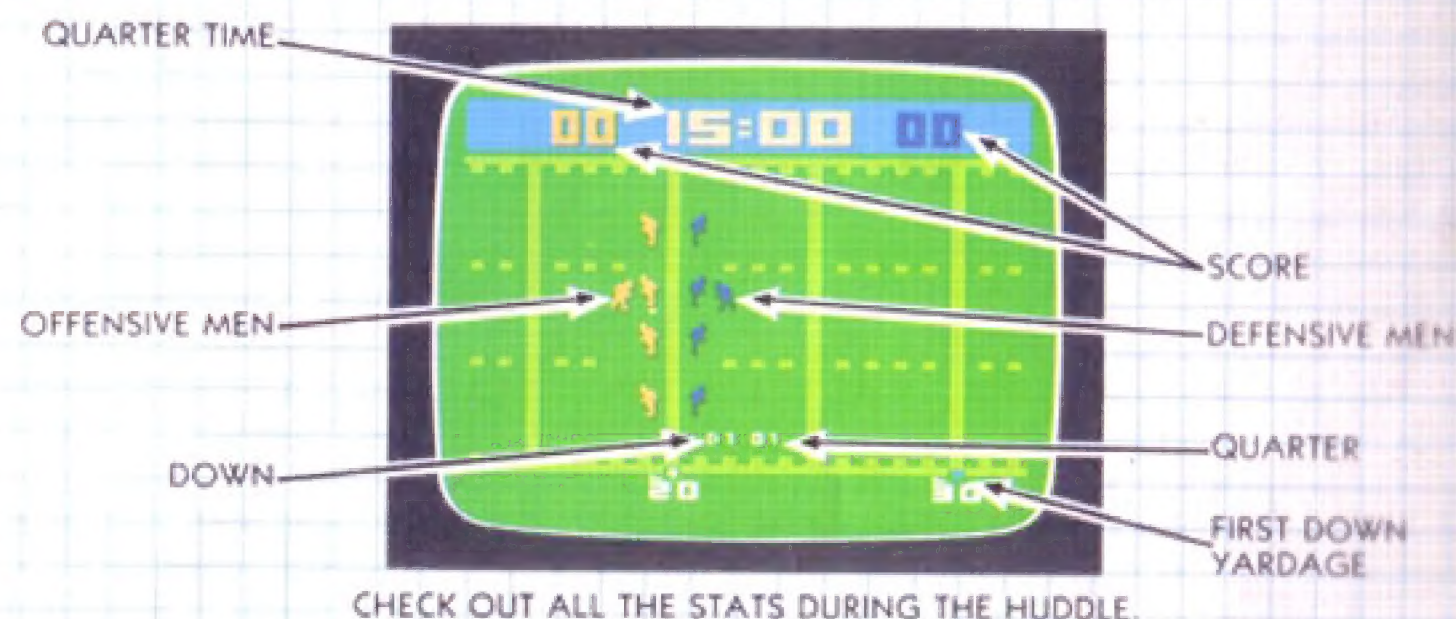 QUARTER TIME
00 15:00 00
SCORE
OFFENSIVE MEN
DEFENSIVE MEN
01 01
DOWN
QUARTER
20 30
FIRST DOWN
YARDAGE
CHECK OUT ALL THE STATS DURING THE HUDDLE.